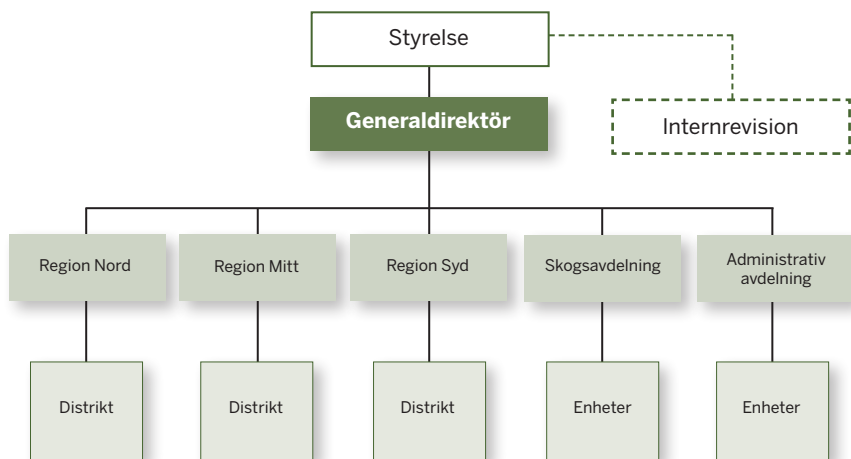 Styrelse
Generaldirektör
Internrevision
Region Nord
Region Mitt
Region Syd
Skogsavdelning
Administrativ
avdelning
Distrikt
Distrikt
Distrikt
Enheter
Enheter